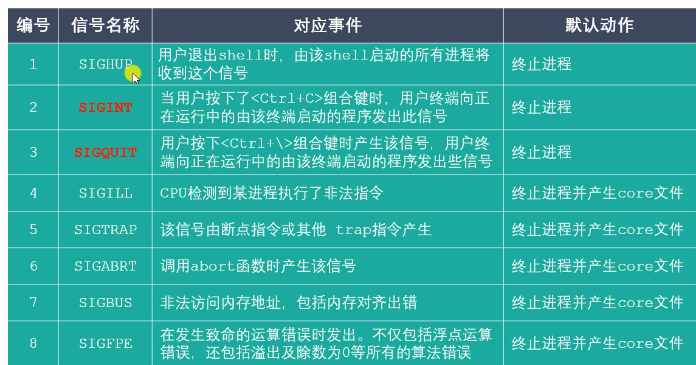 编号 信号名称 对应事件 默认动作
1 SIGHUP 用户退出shell时，由该shell启动的所有进程将
收到这个信号 终止进程
2 SIGINT 当用户按下了<Ctrl+C>组合键时，用户终端向正
在运行中的由该终端启动的程序发出此信号 终止进程
3 SIGQUIT 用户按下<Ctrl+\>组合键时产生该信号，用户终
端向正在运行中的由该终端启动的程序发出些信号 终止进程
4 SIGILL CPU检测到某进程执行了非法指令 终止进程并产生core文件
5 SIGTRAP 该信号由断点指令或其他 trap指令产生 终止进程并产生core文件
6 SIGABRT 调用abort函数时产生该信号 终止进程并产生core文件
7 SIGBUS 非法访问内存地址，包括内存对齐出错 终止进程并产生core文件
8 SIGFPE 在发生致命的运算错误时发出。不仅包括浮点运算
错误，还包括溢出及除数为0等所有的算法错误 终止进程并产生core文件